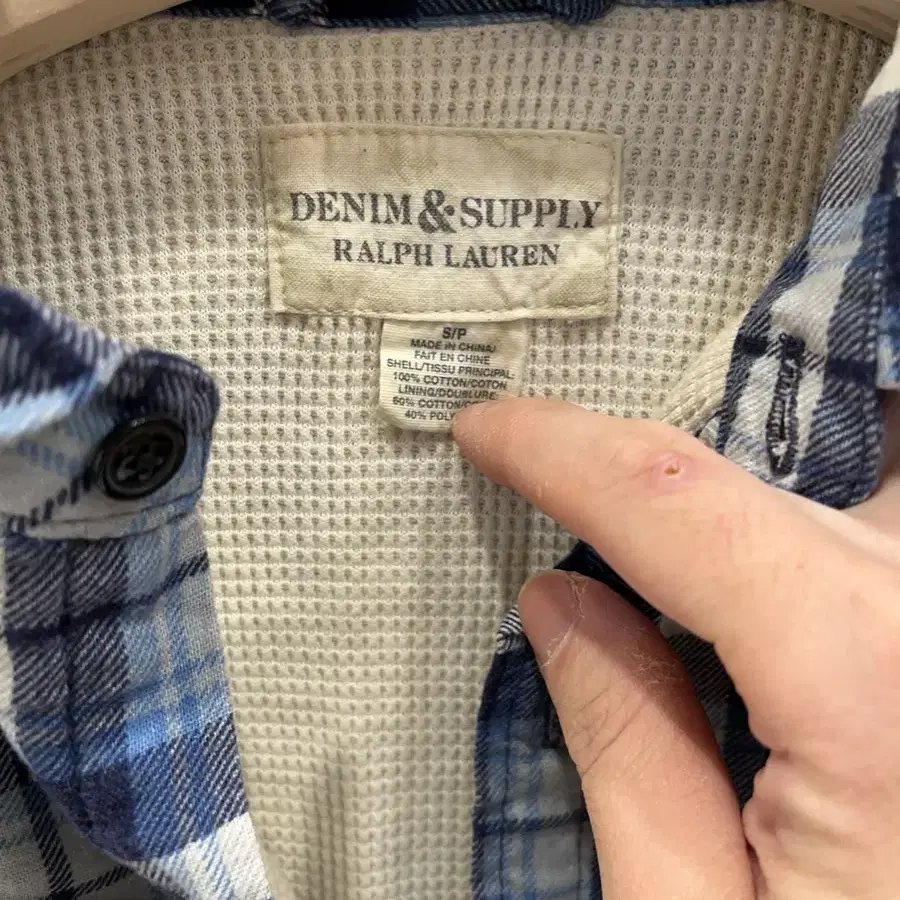 DENIM & SUPPLY
RALPH LAUREN
S/P
MADE IN CHINA/
FAIT EN CHINE
SHELL/TISSU PRINCIPAL:
100% COTTON/COTON
LINING/DOUBLURE:
60% COTTON/
40% POLY